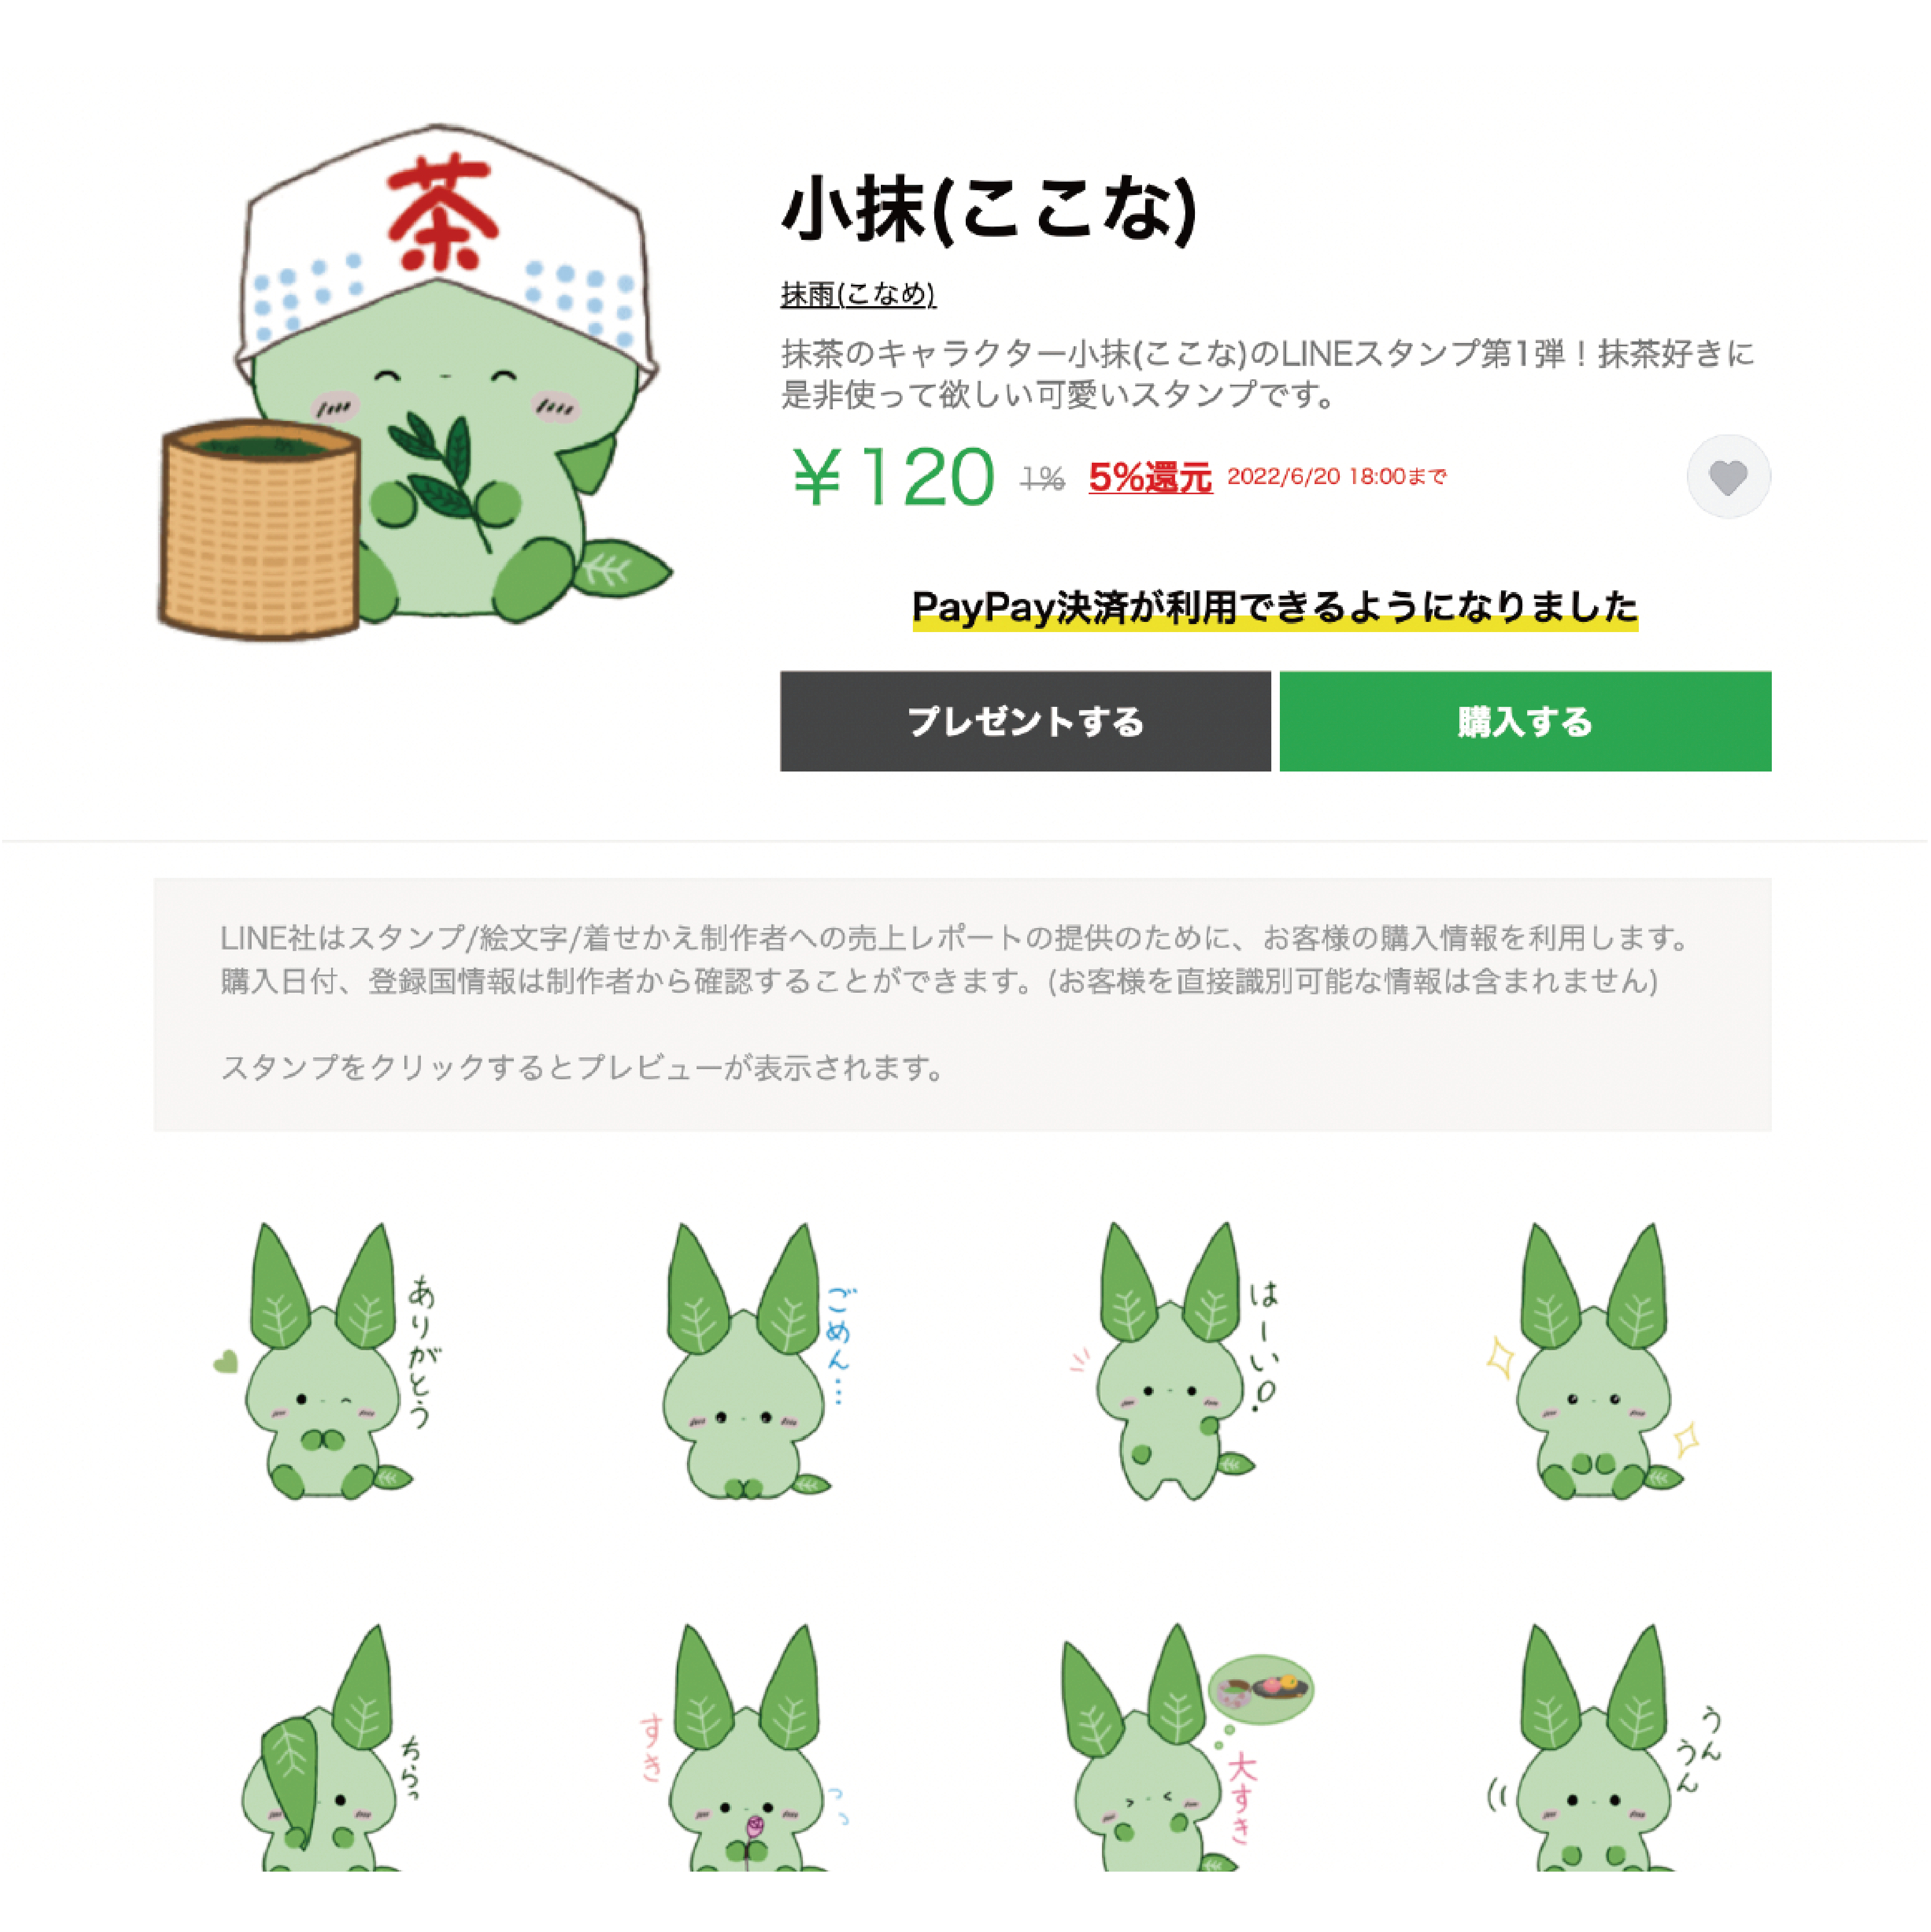 茶
小抹(ここな)
抹雨(こなめ)
抹茶のキャラクター小抹(ここな)のLINEスタンプ第1弾！抹茶好きに
是非使って欲しい可愛いスタンプです。
￥120 1% 5%還元 2022/6/20 18:00まで
PayPay決済が利用できるようになりました
プレゼントする
購入する
LINE社はスタンプ/絵文字/着せかえ制作者への売上レポートの提供のために、お客様の購入情報を利用します。
購入日付、登録国情報は制作者から確認することができます。(お客様を直接識別可能な情報は含まれません)
スタンプをクリックするとプレビューが表示されます。
ありがとう
ごめん…
はーい!
ちらっ
すき
大すき
うん
うん